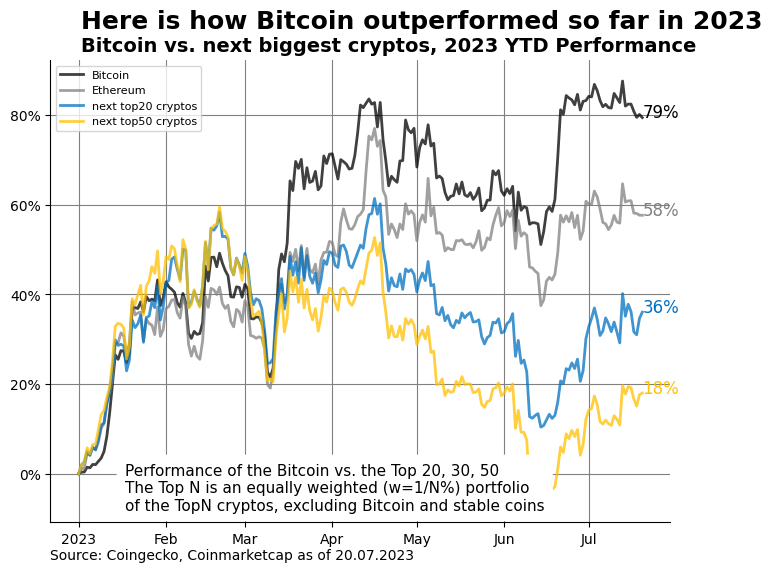 Here is how Bitcoin outperformed so far in 2023
Bitcoin vs. next biggest cryptos, 2023 YTD Performance
Bitcoin
Ethereum
next top20 cryptos
next top50 cryptos
80%
60%
40%
20%
0%
79%
58%
36%
18%
Performance of the Bitcoin vs. the Top 20, 30, 50
The Top N is an equally weighted (w=1/N%) portfolio
of the TopN cryptos, excluding Bitcoin and stable coins
2023 Feb Mar Apr May Jun Jul
Source: Coingecko, Coinmarketcap as of 20.07.2023